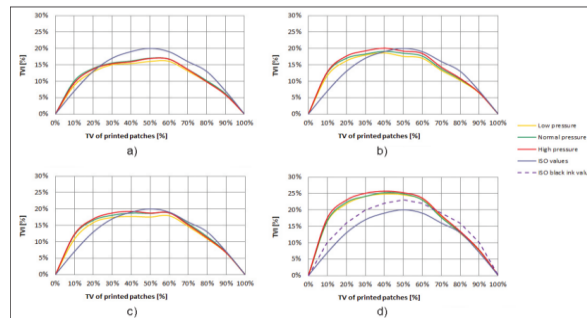 30%
25%
20%
15%
10%
5%
0%
TVI [%]
0% 10% 20% 30% 40% 50% 60% 70% 80% 90% 100%
TV of printed patches [%]
a)
30%
25%
20%
15%
10%
5%
0%
TVI [%]
0% 10% 20% 30% 40% 50% 60% 70% 80% 90% 100%
TV of printed patches [%]
b)
Low pressure
Normal pressure
High pressure
ISO values
ISO black ink valu
30%
25%
20%
15%
10%
5%
0%
TVI [%]
0% 10% 20% 30% 40% 50% 60% 70% 80% 90% 100%
TV of printed patches [%]
c)
30%
25%
20%
15%
10%
5%
0%
TVI [%]
0% 10% 20% 30% 40% 50% 60% 70% 80% 90% 100%
TV of printed patches [%]
d)